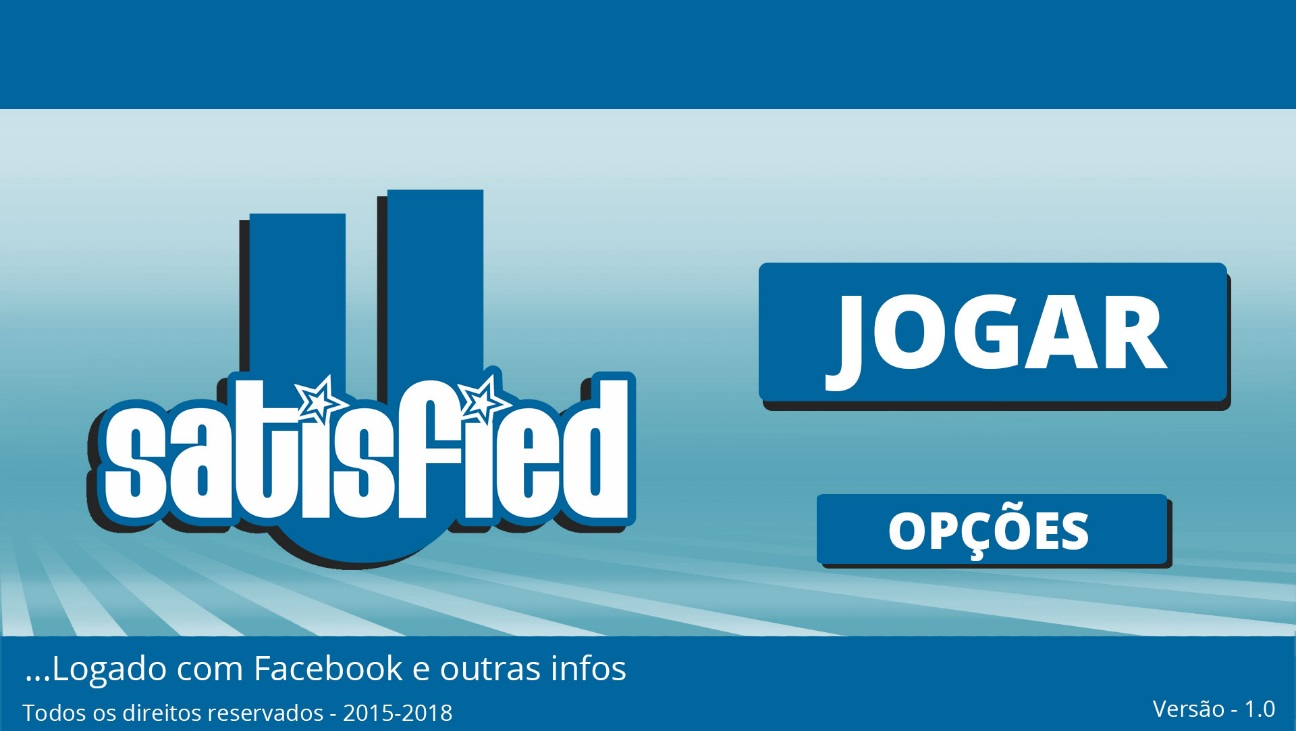 U
satisfied
JOGAR
OPÇÕES
...Logado com Facebook e outras infos
Todos os direitos reservados - 2015-2018
Versão - 1.0